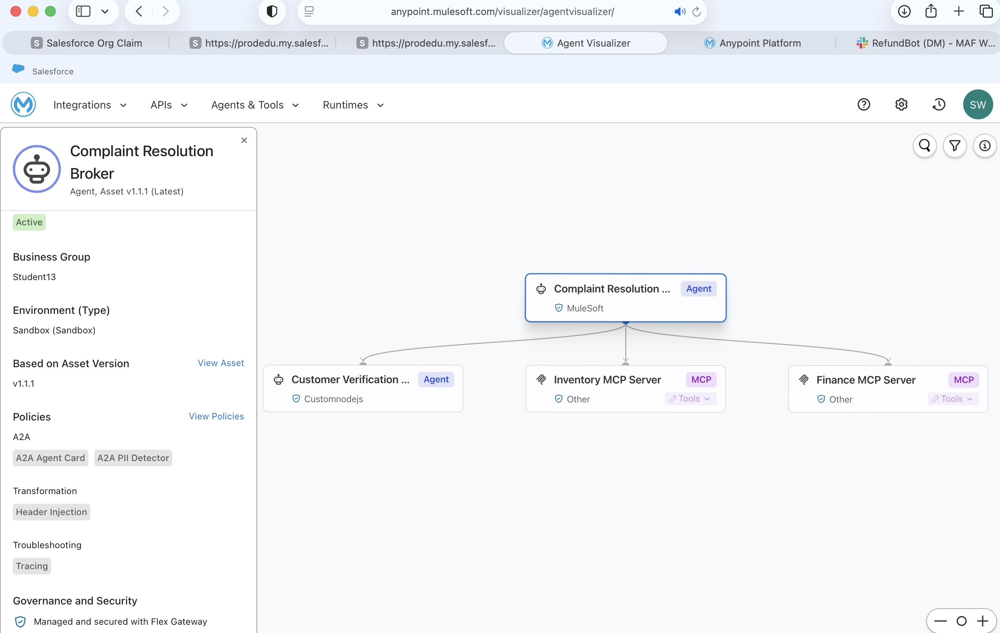 anypoint.mulesoft.com/visualizer/agentvisualizer/
S Salesforce Org Claim
S https://prodedu.my.salesf...
S https://prodedu.my.salesf...
Agent Visualizer
Anypoint Platform
RefundBot (DM) - MAF W...
Salesforce
Integrations
APIs
Agents & Tools
Runtimes
SW
Complaint Resolution
Broker
Agent, Asset v1.1.1 (Latest)
Active
Business Group
Student13
Environment (Type)
Sandbox (Sandbox)
Based on Asset Version
View Asset
v1.1.1
Policies
View Policies
A2A
A2A Agent Card
A2A PII Detector
Transformation
Header Injection
Troubleshooting
Tracing
Governance and Security
Managed and secured with Flex Gateway
Complaint Resolution ...
Agent
MuleSoft
Customer Verification ...
Agent
Customnodejs
Inventory MCP Server
MCP
Other
Tools
Finance MCP Server
MCP
Other
Tools